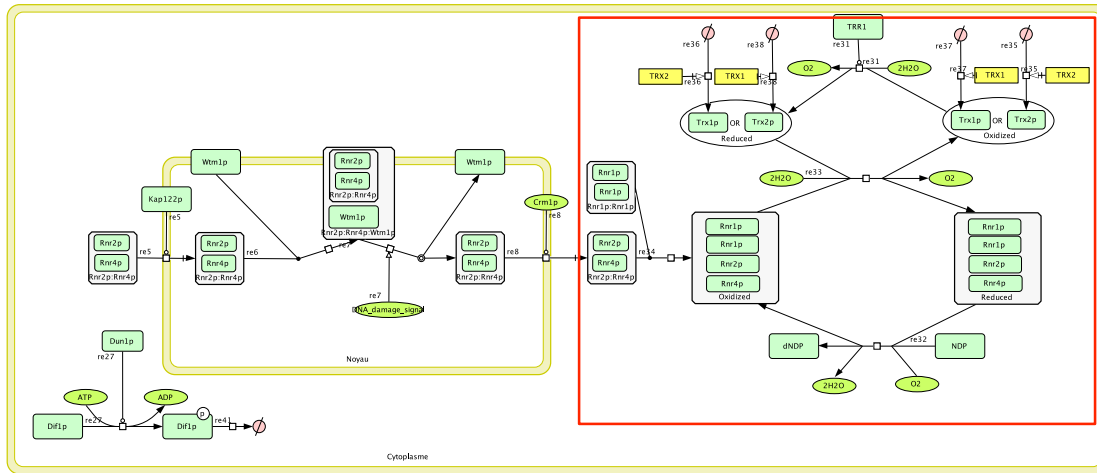 TRR1
re36
re38
re31
re37
re35
O2
re31
2H2O
TRX2
re36
TRX1
re38
re37
TRX1
re35
TRX2
Trx1p
OR
Trx2p
Reduced
Trx1p
OR
Trx2p
Oxidized
Wtm1p
Rnr2p
Rnr4p
Rnr2p:Rnr4p
Wtm1p
Rnr2p:Rnr4p:Wtm1p
Wtm1p
Kap122p
re5
Crm1p
re8
Rnr1p
Rnr1p
Rnr1p:Rnr1p
2H2O
re33
O2
Rnr2p
Rnr4p
Rnr2p:Rnr4p
re5
Rnr2p
Rnr4p
Rnr2p:Rnr4p
re6
re7
Rnr2p
Rnr4p
Rnr2p:Rnr4p
re8
Rnr2p
Rnr4p
Rnr2p:Rnr4p
re34
Rnr1p
Rnr1p
Rnr2p
Rnr4p
Oxidized
Rnr1p
Rnr1p
Rnr2p
Rnr4p
Reduced
re7
DNA_damage_signal
Dun1p
re27
Noyau
dNDP
re32
NDP
2H2O
O2
ATP
ADP
Dif1p
re27
Dif1p
P
re41
Cytoplasme